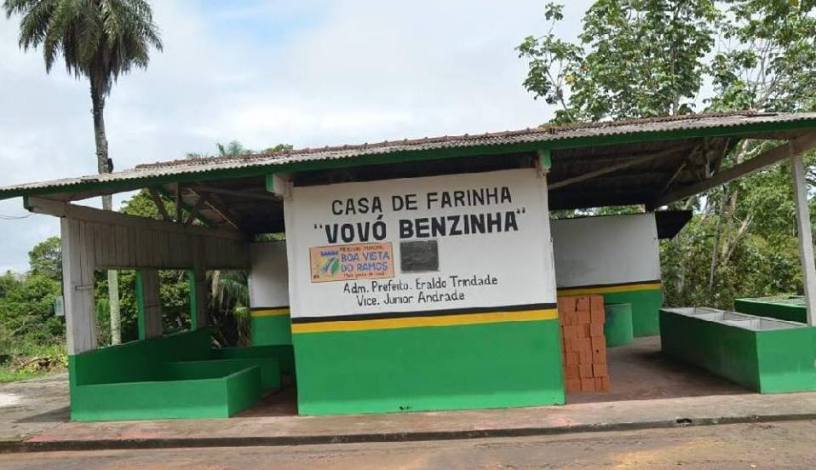 CASA DE FARINHA
"VOVÓ BENZINHA"
BOA VISTA
DO RAMOS
Adm. Prefeito. Eraldo Trindade
Vice. Junior Andrade